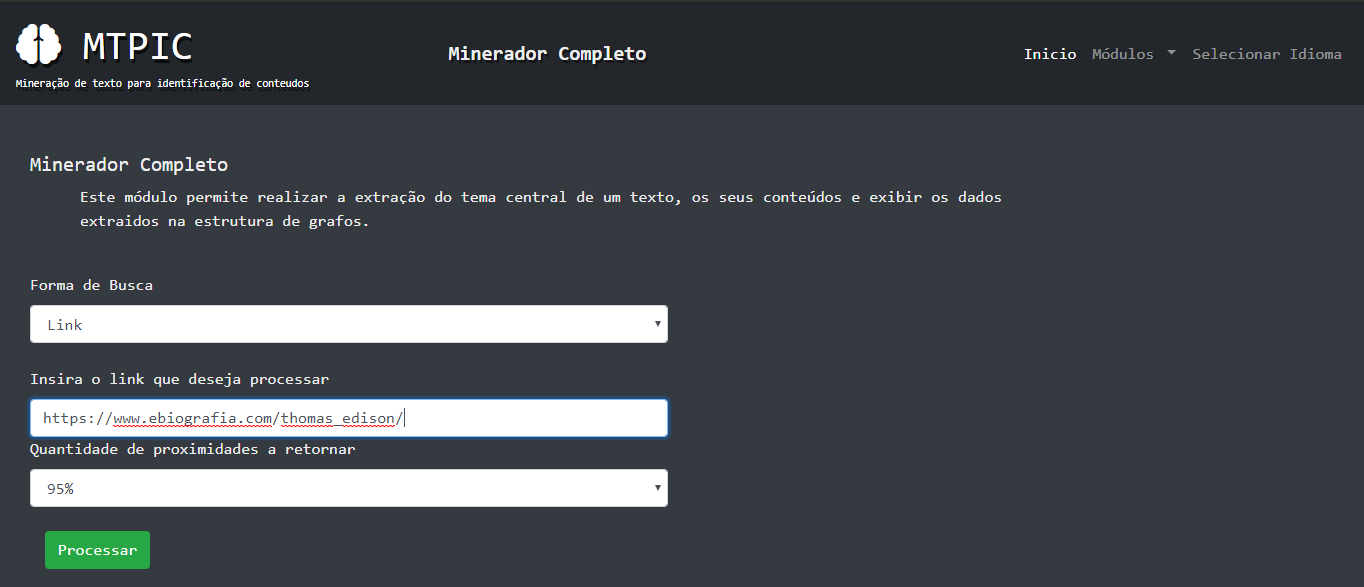 MTPIC
Mineração de texto para identificação de conteudos
Minerador Completo
Inicio Módulos Selecionar Idioma
Minerador Completo
Este módulo permite realizar a extração do tema central de um texto, os seus conteúdos e exibir os dados
extraidos na estrutura de grafos.
Forma de Busca
Link
Insira o link que deseja processar
https://www.ebiografia.com/thomas_edison/
Quantidade de proximidades a retornar
95%
Processar